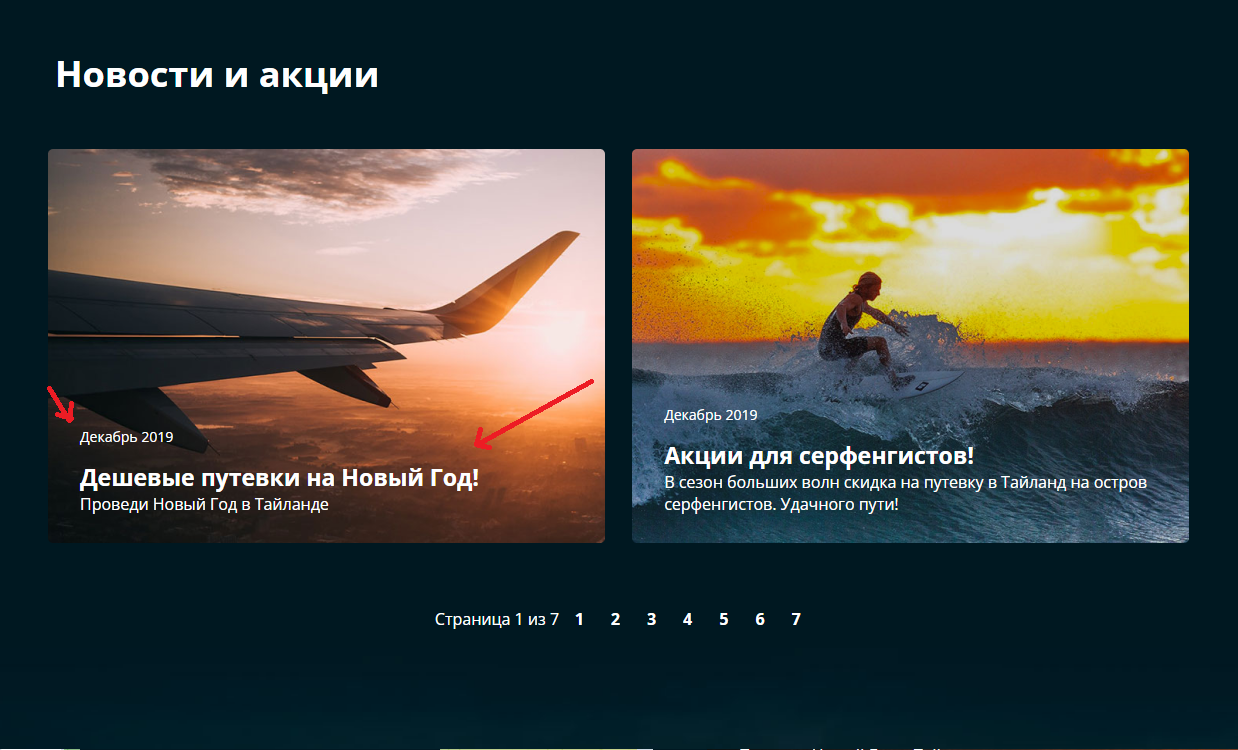 Новости и акции
Декабрь 2019
Дешевые путевки на Новый Год!
Проведи Новый Год в Тайланде
Декабрь 2019
Акции для серфенгистов!
В сезон больших волн скидка на путевку в Тайланд на остров
серфенгистов. Удачного пути!
Страница 1 из 7 1 2 3 4 5 6 7